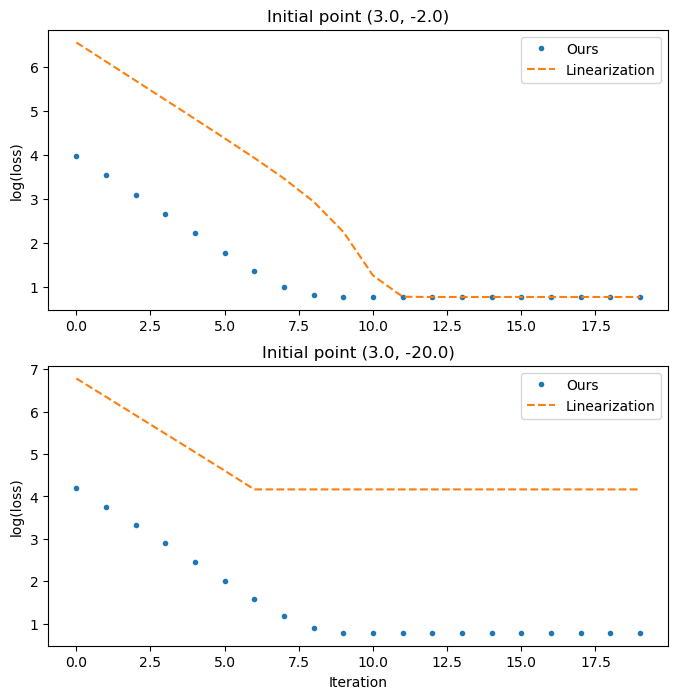 Initial point (3.0, -2.0)
log(loss)
6
5
4
3
2
1
Ours
Linearization
0.0 2.5 5.0 7.5 10.0 12.5 15.0 17.5
Initial point (3.0, -20.0)
log(loss)
7
6
5
4
3
2
1
Ours
Linearization
0.0 2.5 5.0 7.5 10.0 12.5 15.0 17.5
Iteration